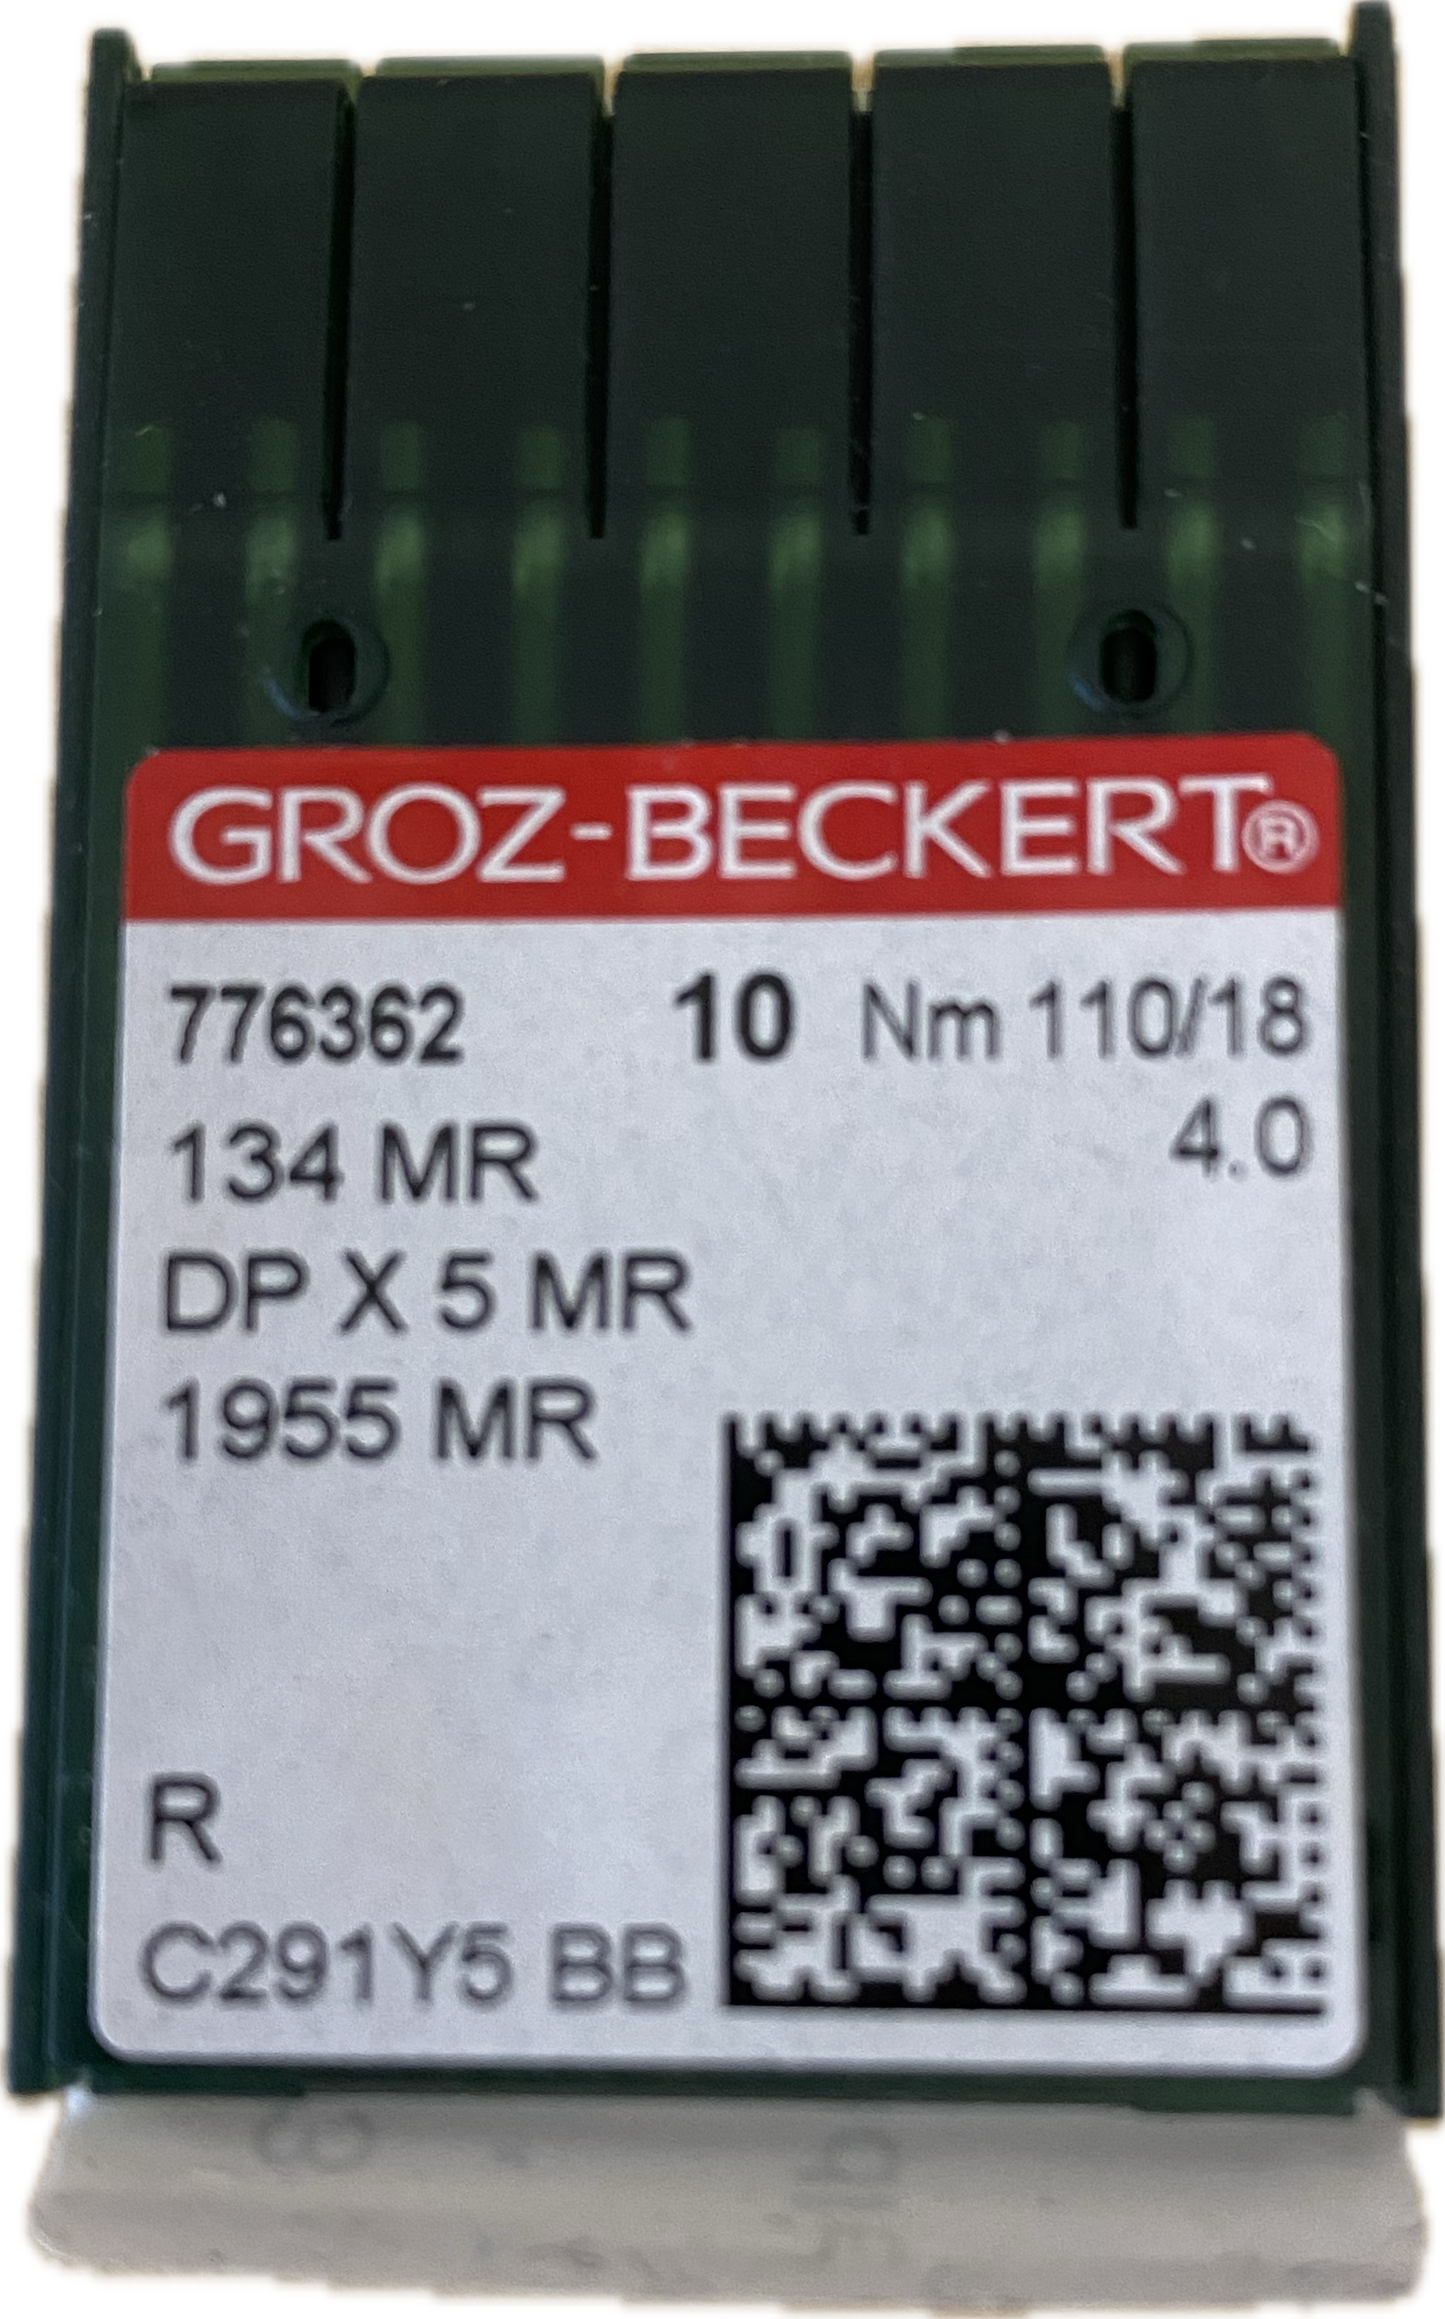 GROZ-BECKERT®
776362 10 Nm 110/18
4.0
134 MR
DP X 5 MR
1955 MR
R
C291Y5 BB